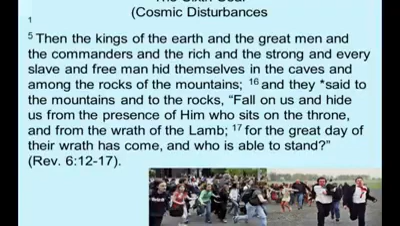 (Cosmic Disturbances
1
5 Then the kings of the earth and the great men and
the commanders and the rich and the strong and every
slave and free man hid themselves in the caves and
among the rocks of the mountains; 16 and they *said to
the mountains and to the rocks, “Fall on us and hide
us from the presence of Him who sits on the throne,
and from the wrath of the Lamb; 17 for the great day of
their wrath has come, and who is able to stand?”
(Rev. 6:12-17).